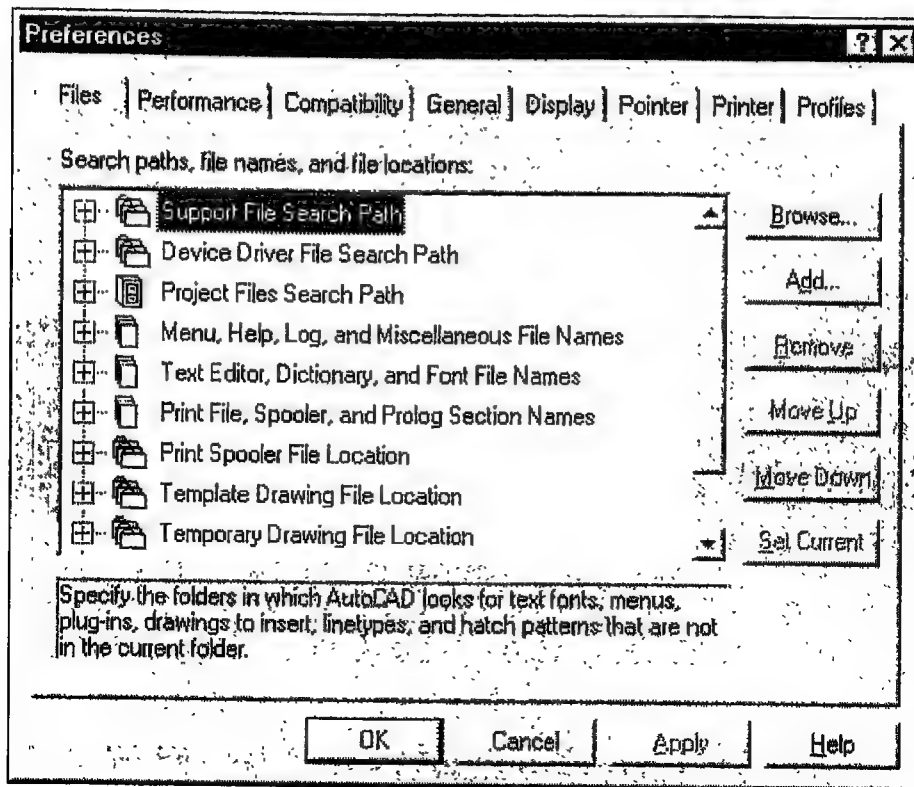 Preferences
Files Performance Compatibility General Display Pointer Printer Profiles
Search paths, file names, and file locations:
Support File Search Path
Device Driver File Search Path
Project Files Search Path
Menu, Help, Log, and Miscellaneous File Names
Text Editor, Dictionary, and Font File Names
Print File, Spooler, and Prolog Section Names
Print Spooler File Location
Template Drawing File Location
Temporary Drawing File Location
Browse...
Add...
Remove
Move Up
Move Down
Set Current
Specify the folders in which AutoCAD looks for text fonts, menus,
plug-ins, drawings to insert, linetypes, and hatch patterns that are not
in the current folder.
OK Cancel Apply Help